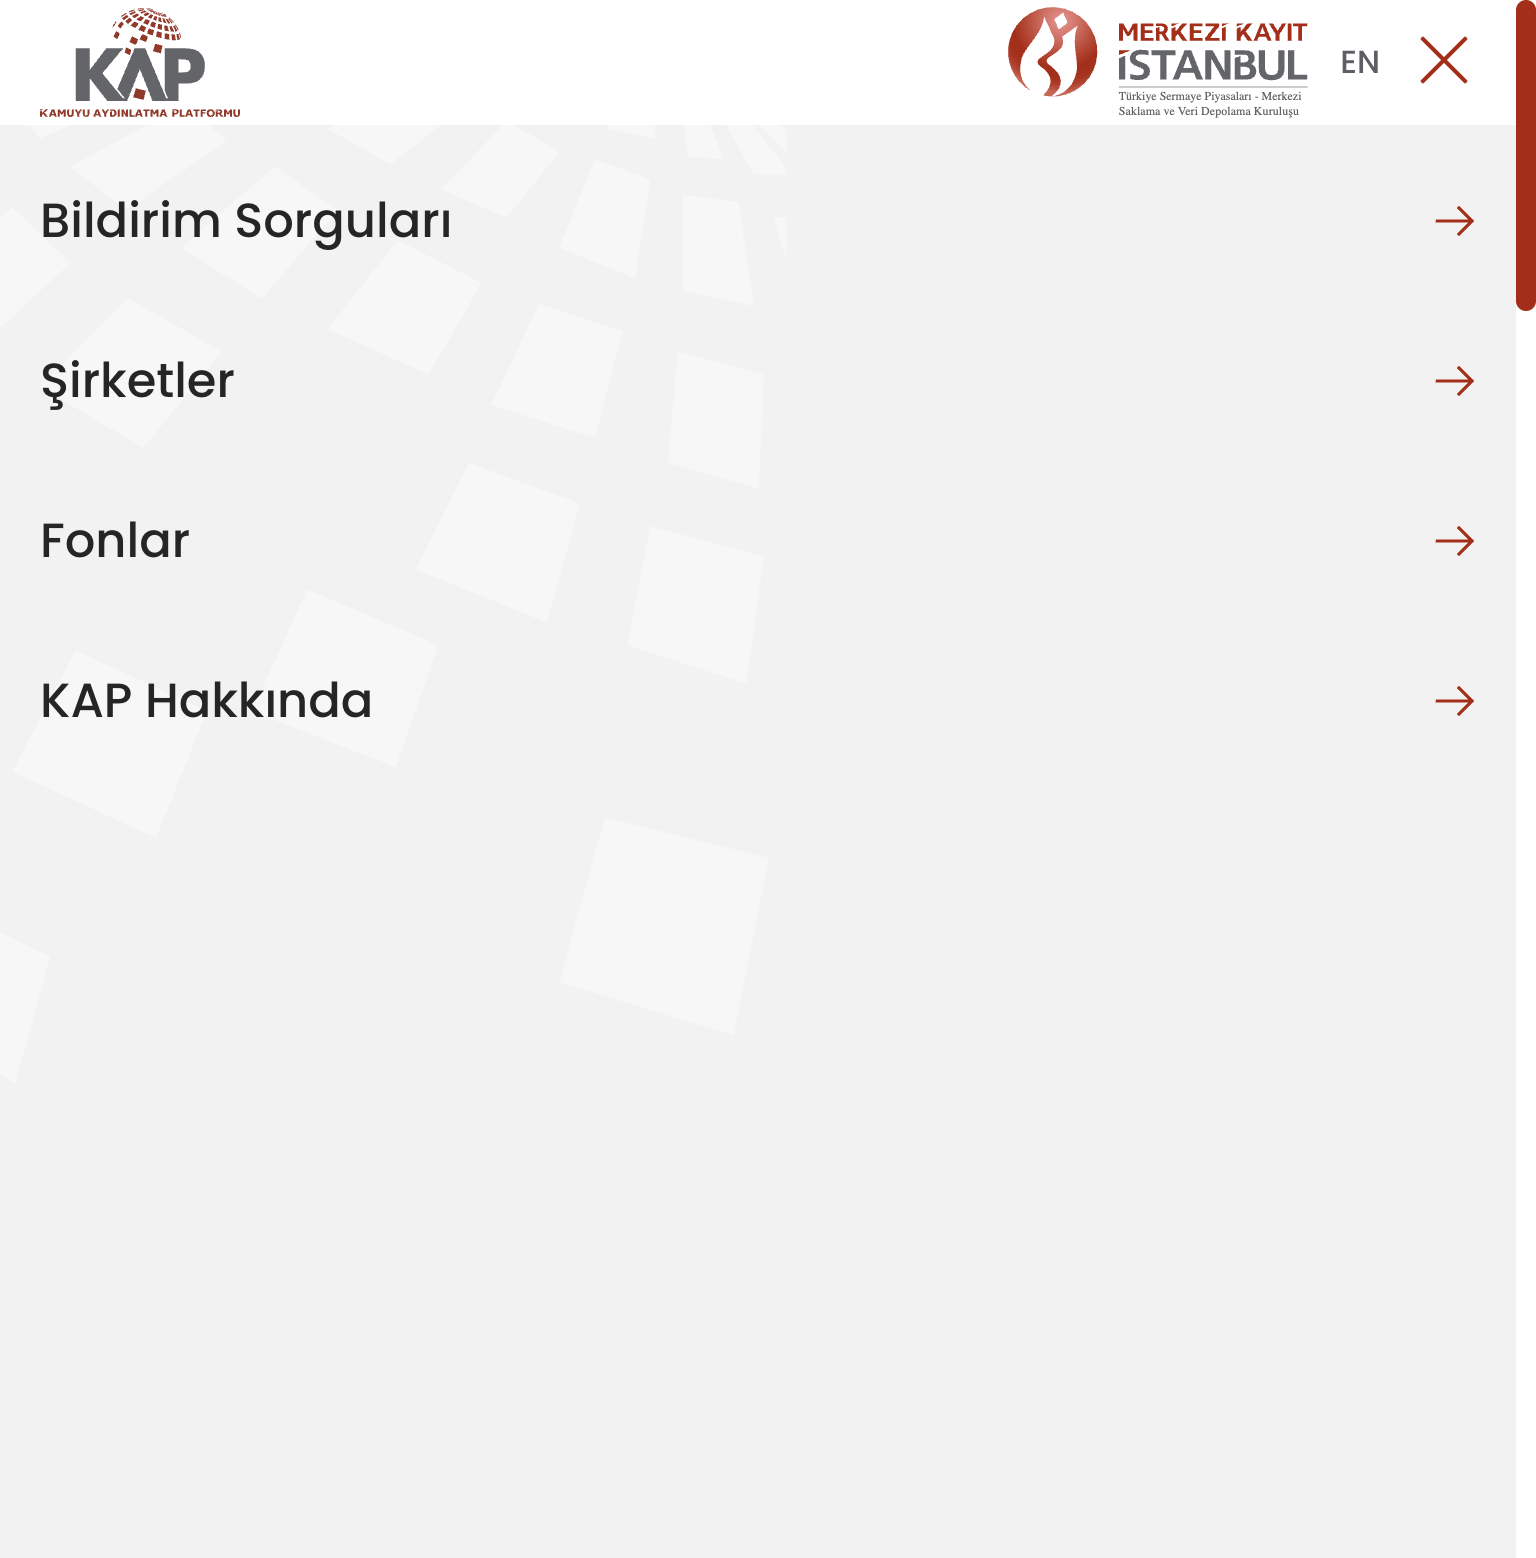 KAP
KAMUYU AYDINLATMA PLATFORMU
MERKEZİ KAYIT
İSTANBUL
Türkiye Sermaye Piyasaları - Merkezi
Saklama ve Veri Depolama Kuruluşu
EN
Bildirim Sorguları
Şirketler
Fonlar
KAP Hakkında